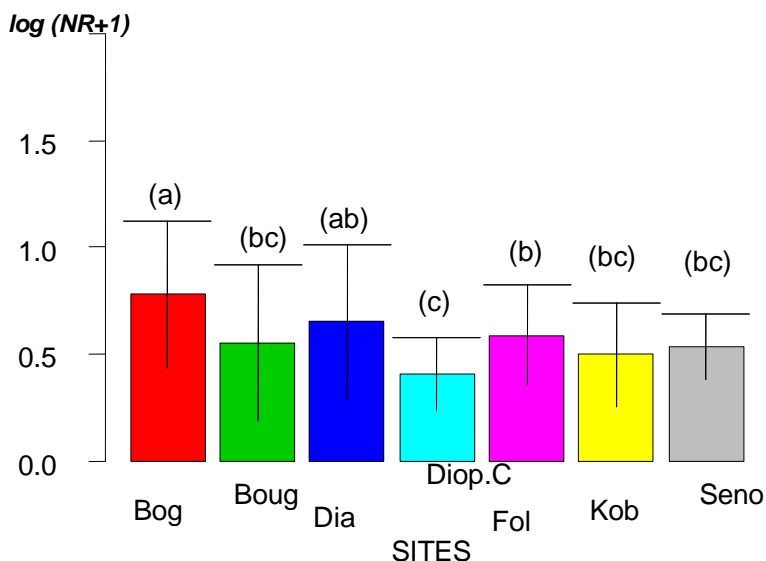 log (NR+1)
1.5
1.0
0.5
0.0
(a)
(bc)
(ab)
(c)
(b)
(bc)
(bc)
Bog
Boug
Dia
Diop.C
Fol
Kob
Seno
SITES